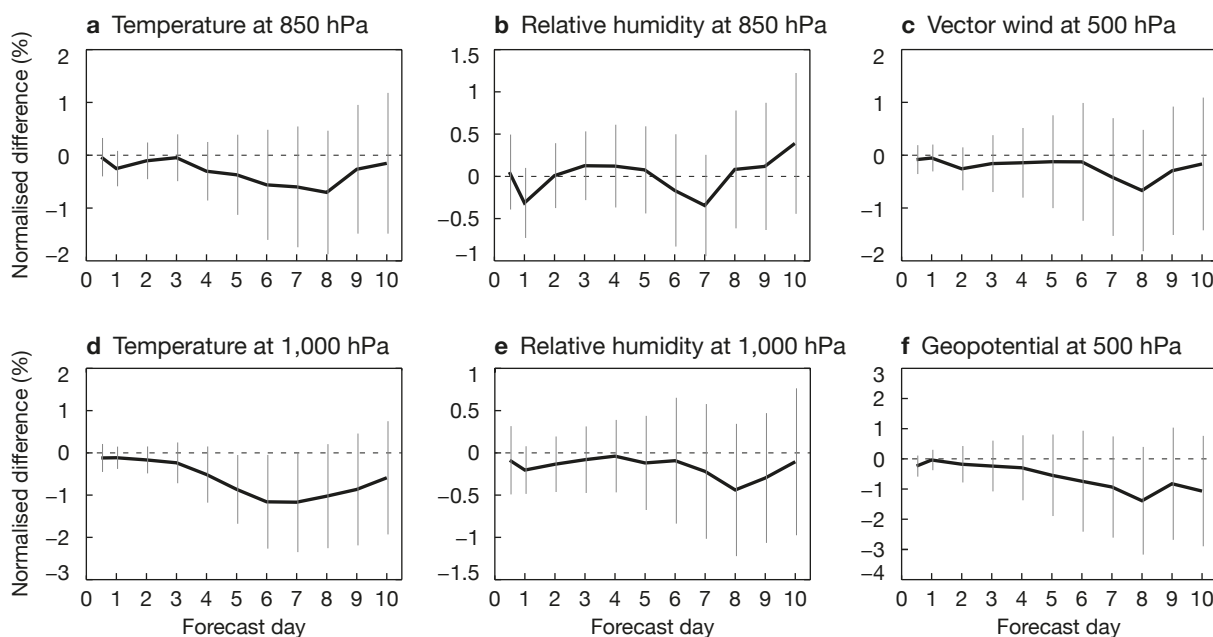 a Temperature at 850 hPa
Normalised difference (%)
2
1
0
−1
−2
0 1 2 3 4 5 6 7 8 9 10
b Relative humidity at 850 hPa
1.5
1
0.5
0
−0.5
−1
0 1 2 3 4 5 6 7 8 9 10
c Vector wind at 500 hPa
2
1
0
−1
−2
0 1 2 3 4 5 6 7 8 9 10
d Temperature at 1,000 hPa
Normalised difference (%)
2
1
0
−1
−2
−3
0 1 2 3 4 5 6 7 8 9 10
Forecast day
e Relative humidity at 1,000 hPa
1
0.5
0
−0.5
−1
−1.5
0 1 2 3 4 5 6 7 8 9 10
Forecast day
f Geopotential at 500 hPa
3
2
1
0
−1
−2
−3
−4
0 1 2 3 4 5 6 7 8 9 10
Forecast day